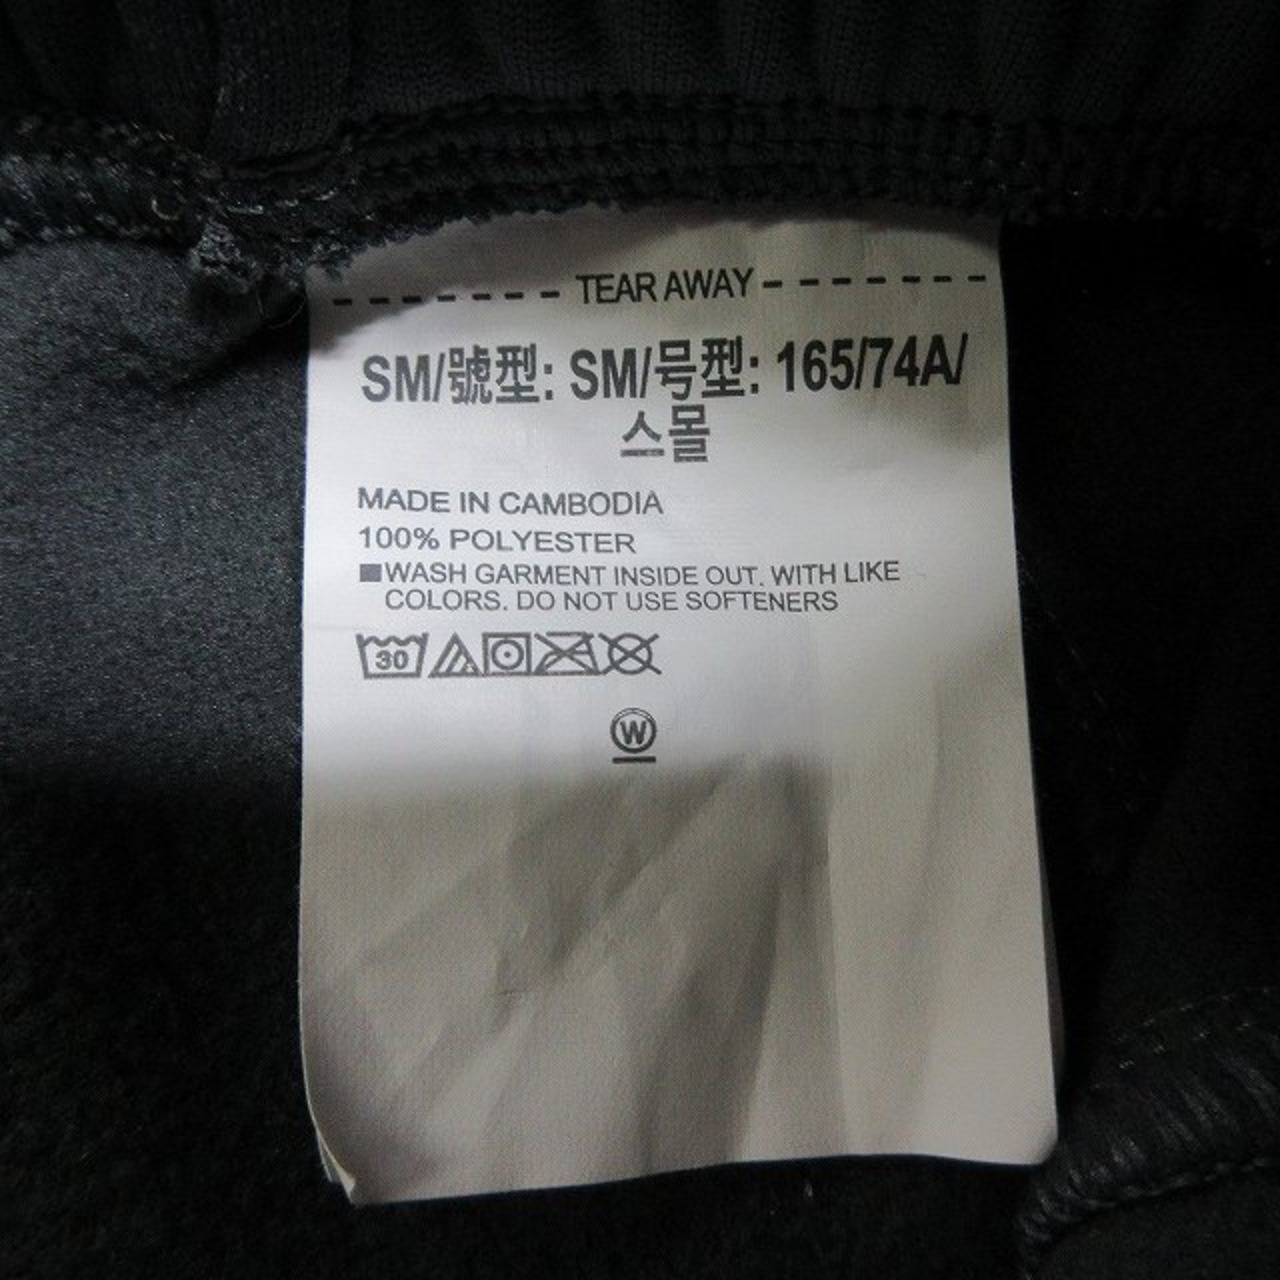 - - - - - - - TEAR AWAY - - - - - - -
SM/號型: SM/号型: 165/74A/
스몰
MADE IN CAMBODIA
100% POLYESTER
■WASH GARMENT INSIDE OUT. WITH LIKE
COLORS. DO NOT USE SOFTENERS
30
W